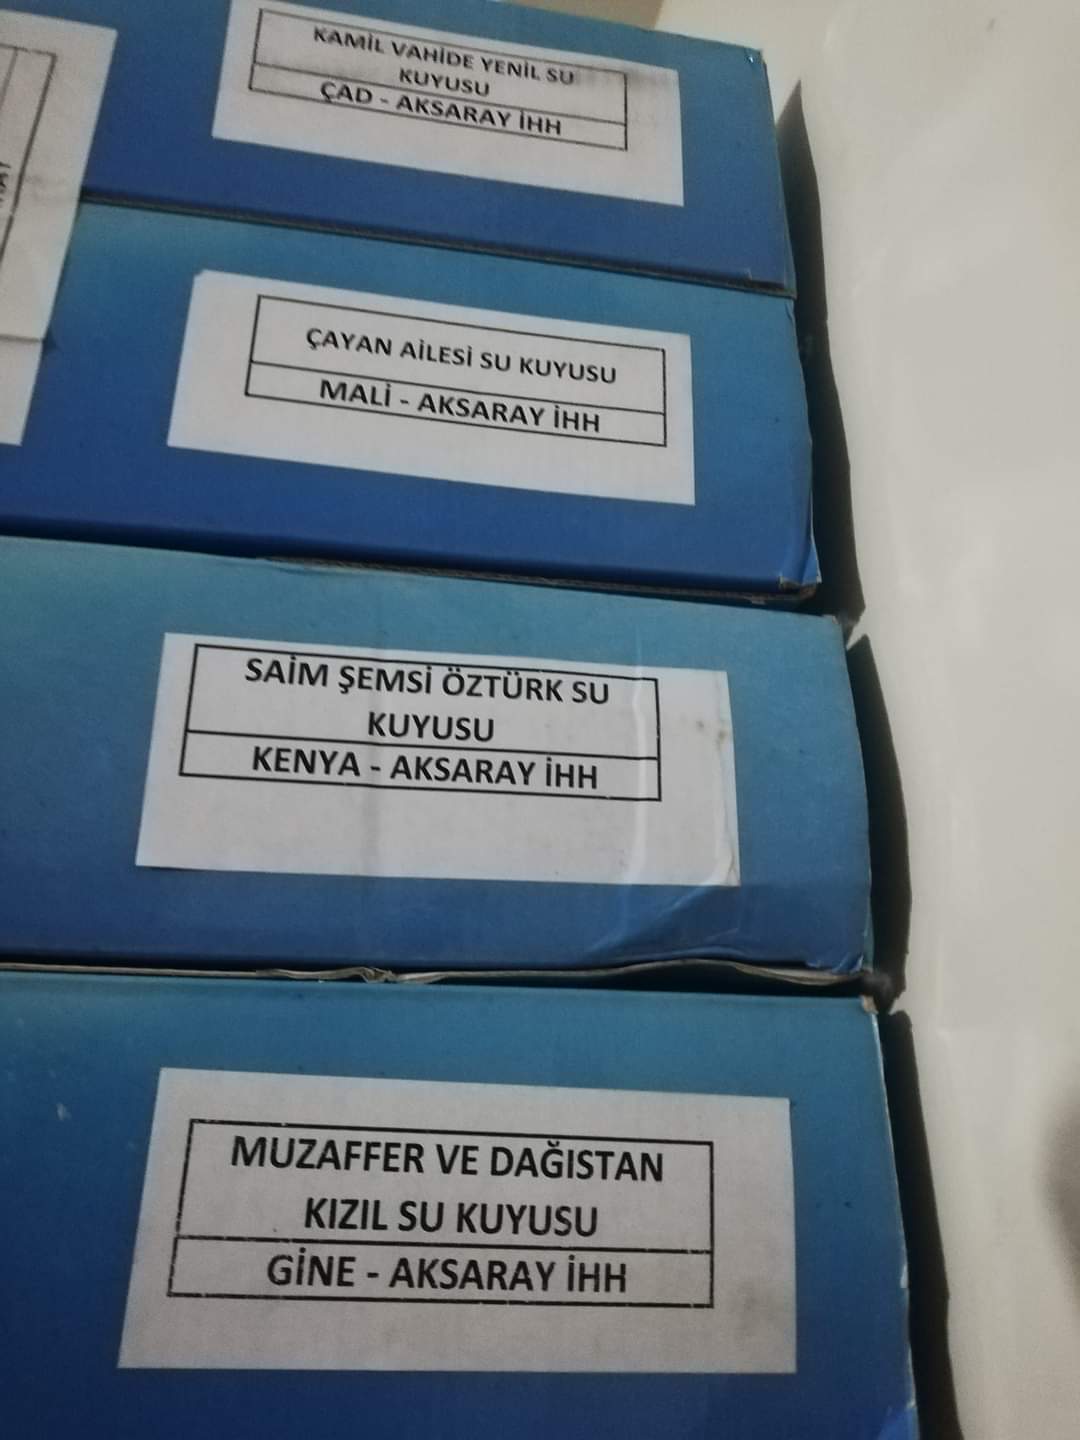 KAMİL VAHİDE YENİL SU
KUYUSU
ÇAD - AKSARAY İHH
ÇAYAN AİLESİ SU KUYUSU
MALİ - AKSARAY İHH
SAİM ŞEMSİ ÖZTÜRK SU
KUYUSU
KENYA - AKSARAY İHH
MUZAFFER VE DAĞISTAN
KIZIL SU KUYUSU
GİNE - AKSARAY İHH